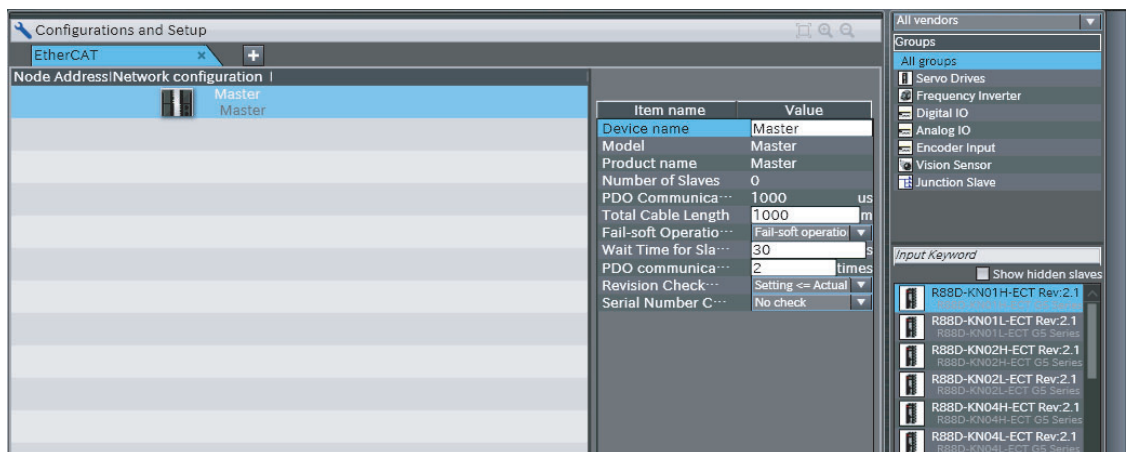 Configurations and Setup
EtherCAT × +
Node Address|Network configuration |
Master
Master
Item name Value
Device name Master
Model Master
Product name Master
Number of Slaves 0
PDO Communica··· 1000 us
Total Cable Length 1000 m
Fail-soft Operatio··· Fail-soft operatio
Wait Time for Sla··· 30 s
PDO communica··· 2 times
Revision Check··· Setting <= Actual
Serial Number C··· No check
All vendors
Groups
All groups
Servo Drives
Frequency Inverter
Digital IO
Analog IO
Encoder Input
Vision Sensor
Junction Slave
Input Keyword
Show hidden slaves
R88D-KN01H-ECT Rev:2.1
R88D-KN01L-ECT Rev:2.1
R88D-KN01L-ECT G5 Series
R88D-KN02H-ECT Rev:2.1
R88D-KN02H-ECT G5 Series
R88D-KN02L-ECT Rev:2.1
R88D-KN02L-ECT G5 Series
R88D-KN04H-ECT Rev:2.1
R88D-KN04H-ECT G5 Series
R88D-KN04L-ECT Rev:2.1
R88D-KN04L-ECT G5 Series